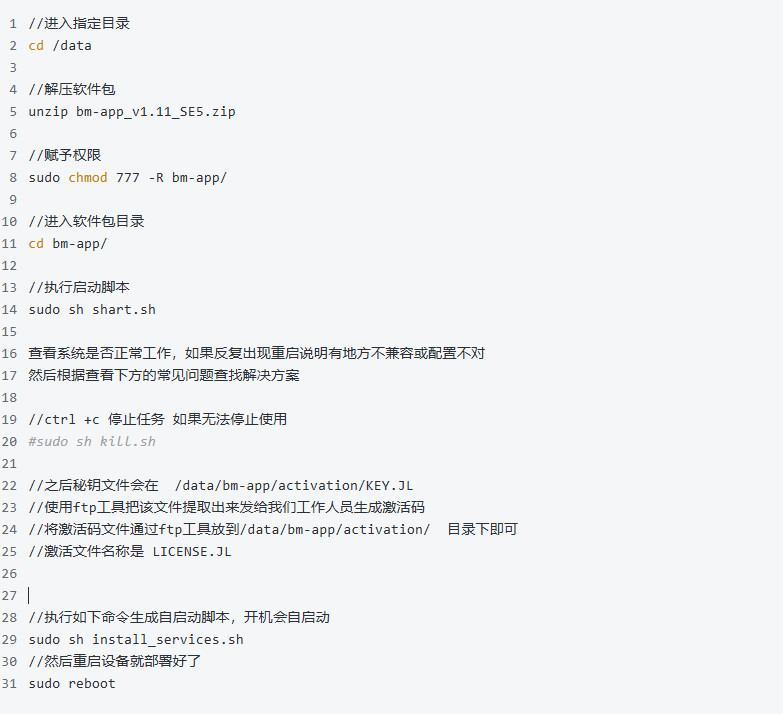 1 //进入指定目录
2 cd /data
3
4 //解压软件包
5 unzip bm-app_v1.11_SE5.zip
6
7 //赋予权限
8 sudo chmod 777 -R bm-app/
9
10 //进入软件包目录
11 cd bm-app/
12
13 //执行启动脚本
14 sudo sh shart.sh
15
16 查看系统是否正常工作，如果反复出现重启说明有地方不兼容或配置不对
17 然后根据查看下方的常见问题查找解决方案
18
19 //ctrl +c 停止任务 如果无法停止使用
20 #sudo sh kill.sh
21
22 //之后秘钥文件会在  /data/bm-app/activation/KEY.JL
23 //使用ftp工具把该文件提取出来发给我们工作人员生成激活码
24 //将激活码文件通过ftp工具放到/data/bm-app/activation/  目录下即可
25 //激活文件名称是 LICENSE.JL
26
27
28 //执行如下命令生成自启动脚本，开机会自启动
29 sudo sh install_services.sh
30 //然后重启设备就部署好了
31 sudo reboot